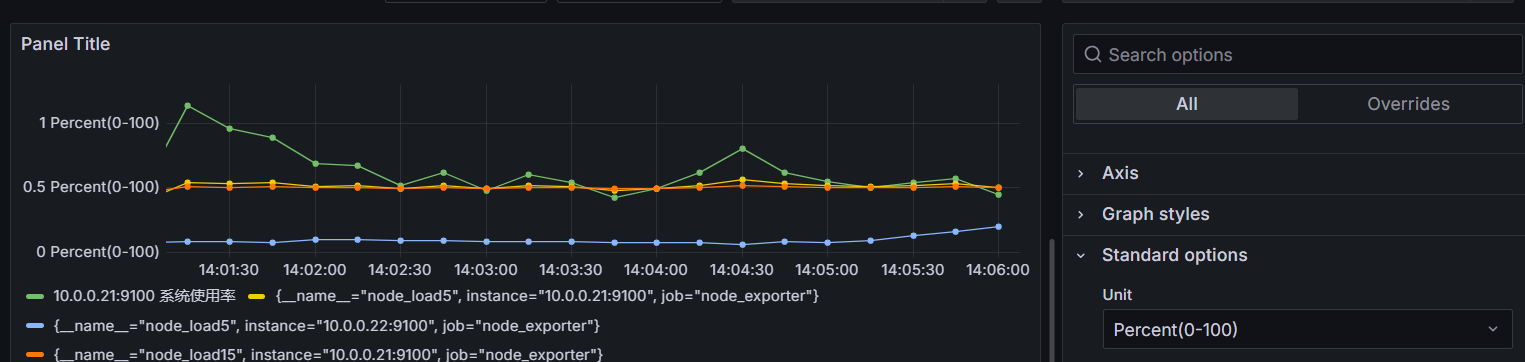 Panel Title
1 Percent(0-100)
0.5 Percent(0-100)
0 Percent(0-100)
14:01:30 14:02:00 14:02:30 14:03:00 14:03:30 14:04:00 14:04:30 14:05:00 14:05:30 14:06:00
10.0.0.21:9100 系统使用率 {__name__="node_load5", instance="10.0.0.21:9100", job="node_exporter"}
{__name__="node_load5", instance="10.0.0.22:9100", job="node_exporter"}
{__name__="node_load15", instance="10.0.0.21:9100", job="node_exporter"}
Search options
All Overrides
Axis
Graph styles
Standard options
Unit
Percent(0-100)